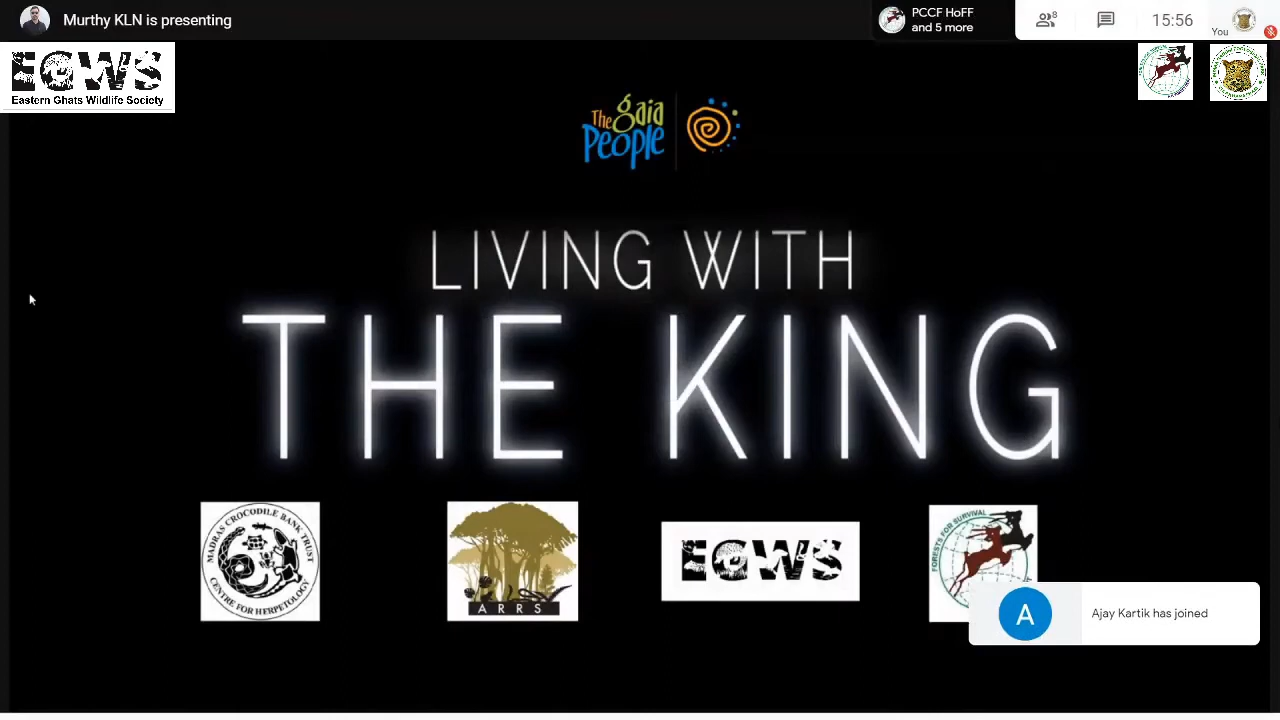 Murthy KLN is presenting
PCCF HoFF
and 5 more
8
15:56
You
EGWS
Eastern Ghats Wildlife Society
The gaia
People
LIVING WITH
THE KING
MADRAS CROCODILE BANK TRUST
CENTRE FOR HERPETOLOGY
ARRS
EGWS
FORESTS FOR SURVIVAL
A
Ajay Kartik has joined